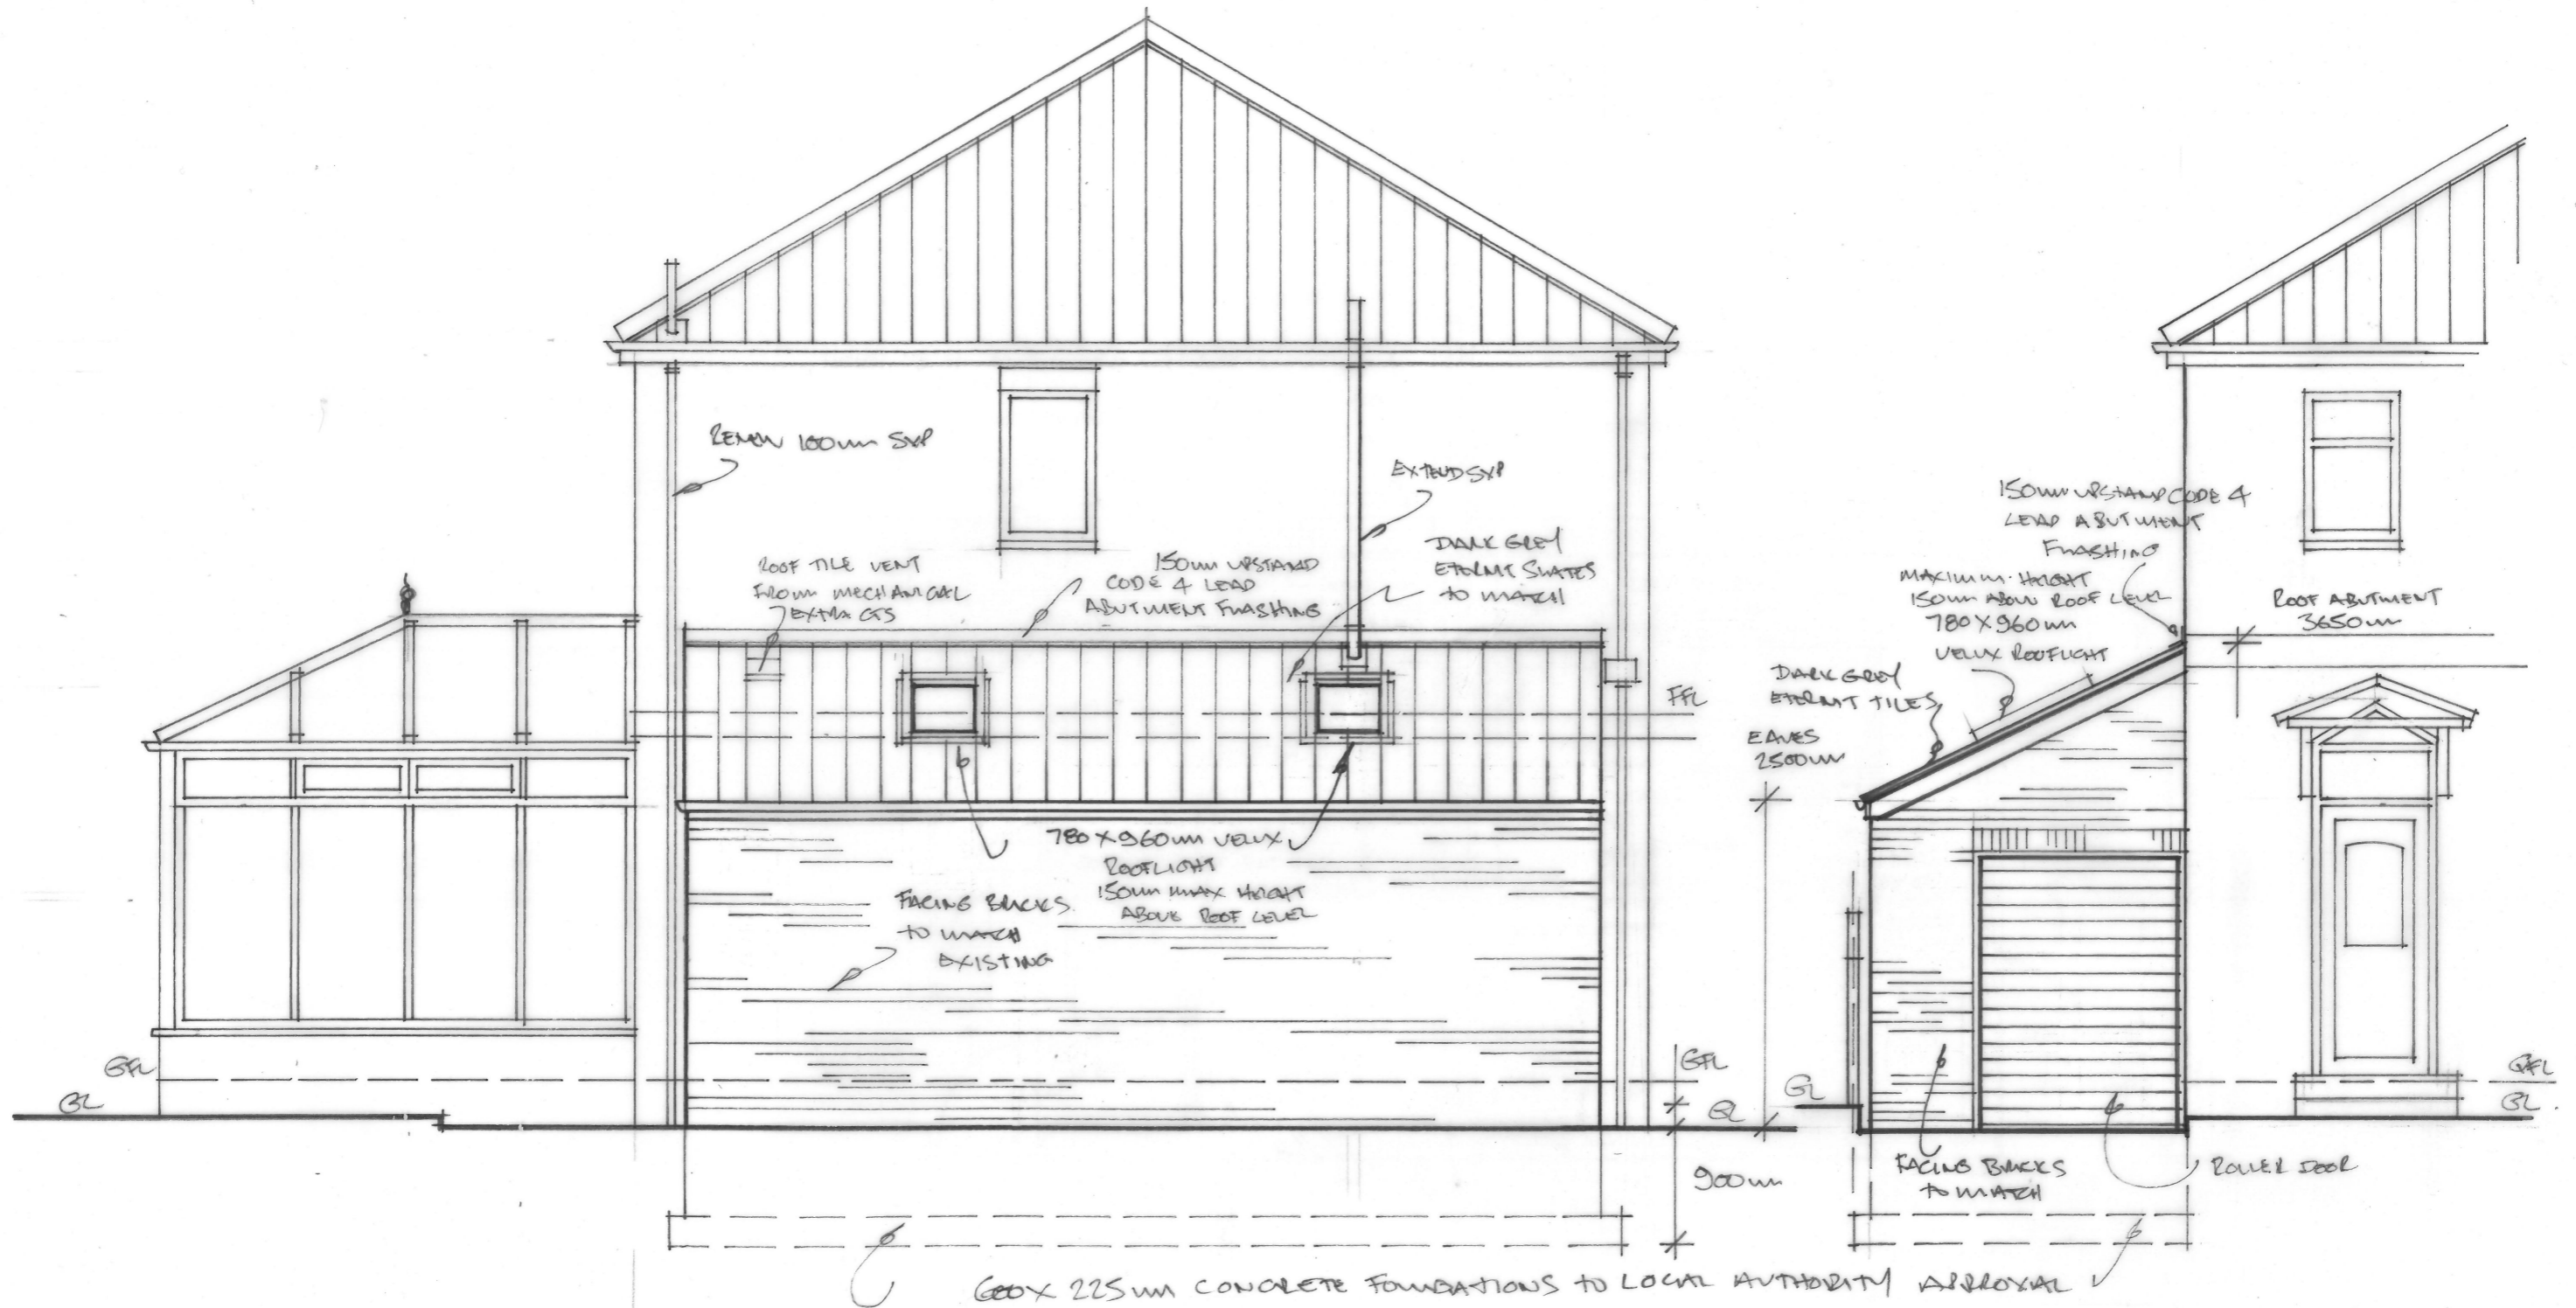 RENEW 100mm SVP
EXTEND SVP
ROOF TILE VENT
FROM MECHANICAL
EXTRACTS
150mm UPSTAND
CODE 4 LEAD
ABUTMENT FLASHING
DARK GREY
ETERNIT SLATES
TO MATCH
FFL
780 X 960mm VELUX
ROOFLIGHT
150mm MAX HEIGHT
ABOVE ROOF LEVEL
FACING BRICKS
TO MATCH
EXISTING
GFL
GL
GFL
GL
900mm
150mm UPSTAND CODE 4
LEAD ABUTMENT
FLASHING
MAXIMUM HEIGHT
150mm ABOVE ROOF LEVEL
780 X 960mm
VELUX ROOFLIGHT
ROOF ABUTMENT
3650mm
DARK GREY
ETERNIT TILES
EAVES
2500mm
GL
GFL
GL
FACING BRICKS
TO MATCH
ROLLER DOOR
600 X 225mm CONCRETE FOUNDATIONS TO LOCAL AUTHORITY APPROVAL